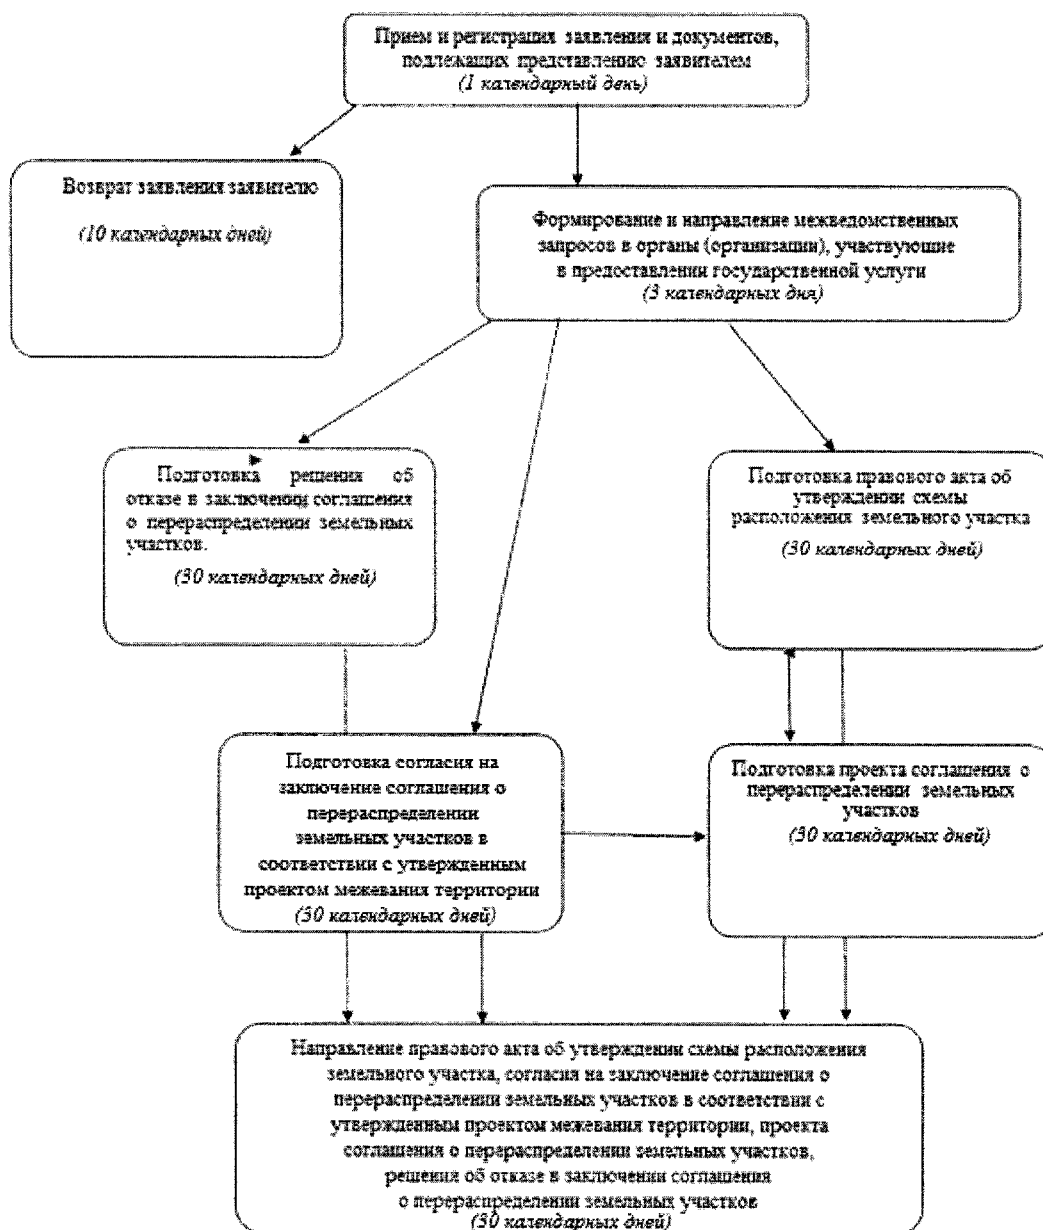 Прием и регистрация заявления и документов,
подлежащих представлению заявителем
(1 календарный день)
Возврат заявления заявителю
(10 календарных дней)
Формирование и направление межведомственных
запросов в органы (организации), участвующие
в предоставлении государственной услуги
(3 календарных дня)
Подготовка решения об
отказе в заключении соглашения
о перераспределении земельных
участков.
(30 календарных дней)
Подготовка правового акта об
утверждении схемы
расположения земельного участка
(30 календарных дней)
Подготовка согласия на
заключение соглашения о
перераспределении
земельных участков в
соответствии с утвержденным
проектом межевания территории
(30 календарных дней)
Подготовка проекта соглашения о
перераспределении земельных
участков
(30 календарных дней)
Направление правового акта об утверждении схемы расположения
земельного участка, согласия на заключение соглашения о
перераспределении земельных участков в соответствии с
утвержденным проектом межевания территории, проекта
соглашения о перераспределении земельных участков,
решения об отказе в заключении соглашения
о перераспределении земельных участков
(30 календарных дней)